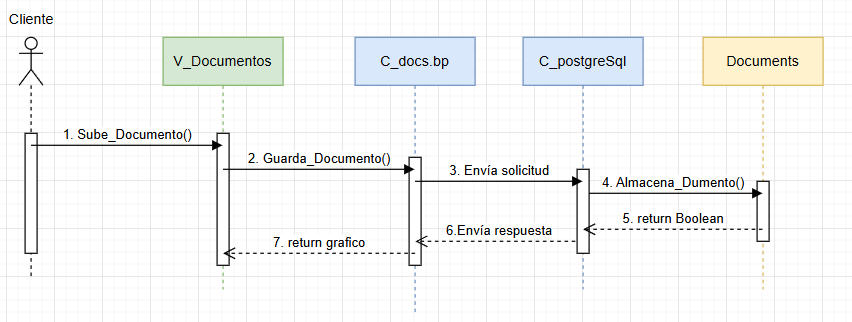 Cliente
V_Documentos
C_docs.bp
C_postgreSql
Documents
1. Sube_Documento()
2. Guarda_Documento()
3. Envía solicitud
4. Almacena_Dumento()
5. return Boolean
6.Envía respuesta
7. return grafico